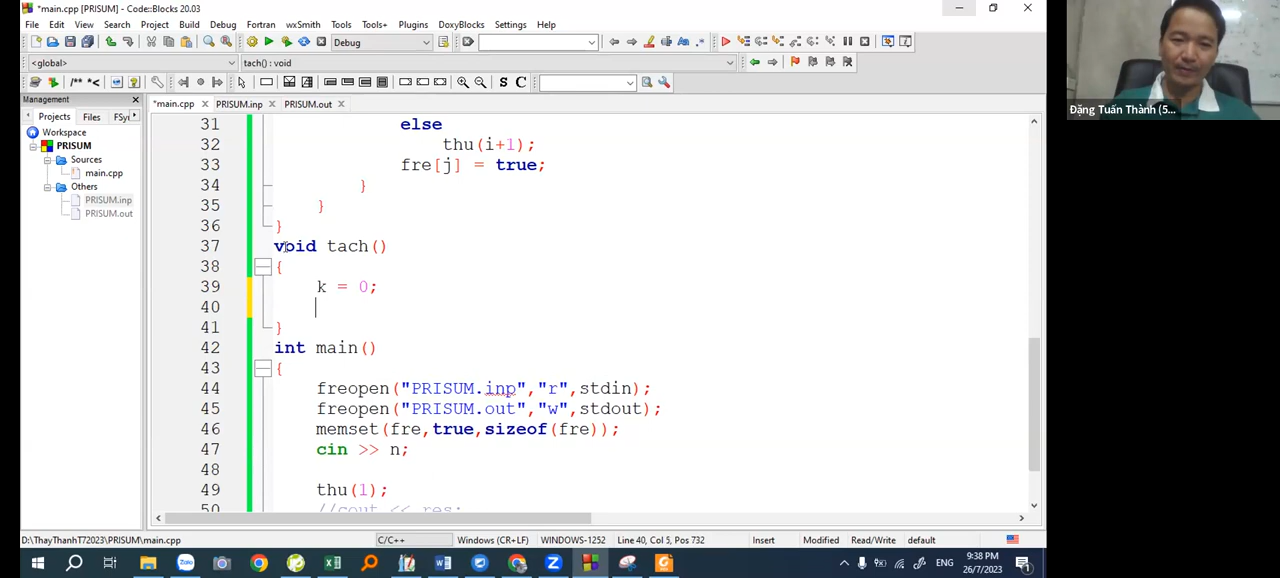 *main.cpp [PRISUM] - Code::Blocks 20.03
File Edit View Search Project Build Debug Fortran wxSmith Tools Tools+ Plugins DoxyBlocks Settings Help
Debug
<global> tach() : void
/** *< S C
Management
Projects Files FSy
*main.cpp PRISUM.inp PRISUM.out
Workspace
PRISUM
Sources
main.cpp
Others
PRISUM.inp
PRISUM.out
31 else
32 thu(i+1);
33 fre[j] = true;
34 }
35 }
36 }
37 void tach()
38 {
39 k = 0;
40
41 }
42 int main()
43 {
44 freopen("PRISUM.inp","r",stdin);
45 freopen("PRISUM.out","w",stdout);
46 memset(fre,true,sizeof(fre));
47 cin >> n;
48
49 thu(1);
50 //cout << res;
D:\ThayThanhT72023\PRISUM\main.cpp C/C++ Windows (CR+LF) WINDOWS-1252 Line 40, Col 5, Pos 732 Insert Modified Read/Write default
Zalo
ENG
9:38 PM
26/7/2023
1
Đặng Tuấn Thành (5...